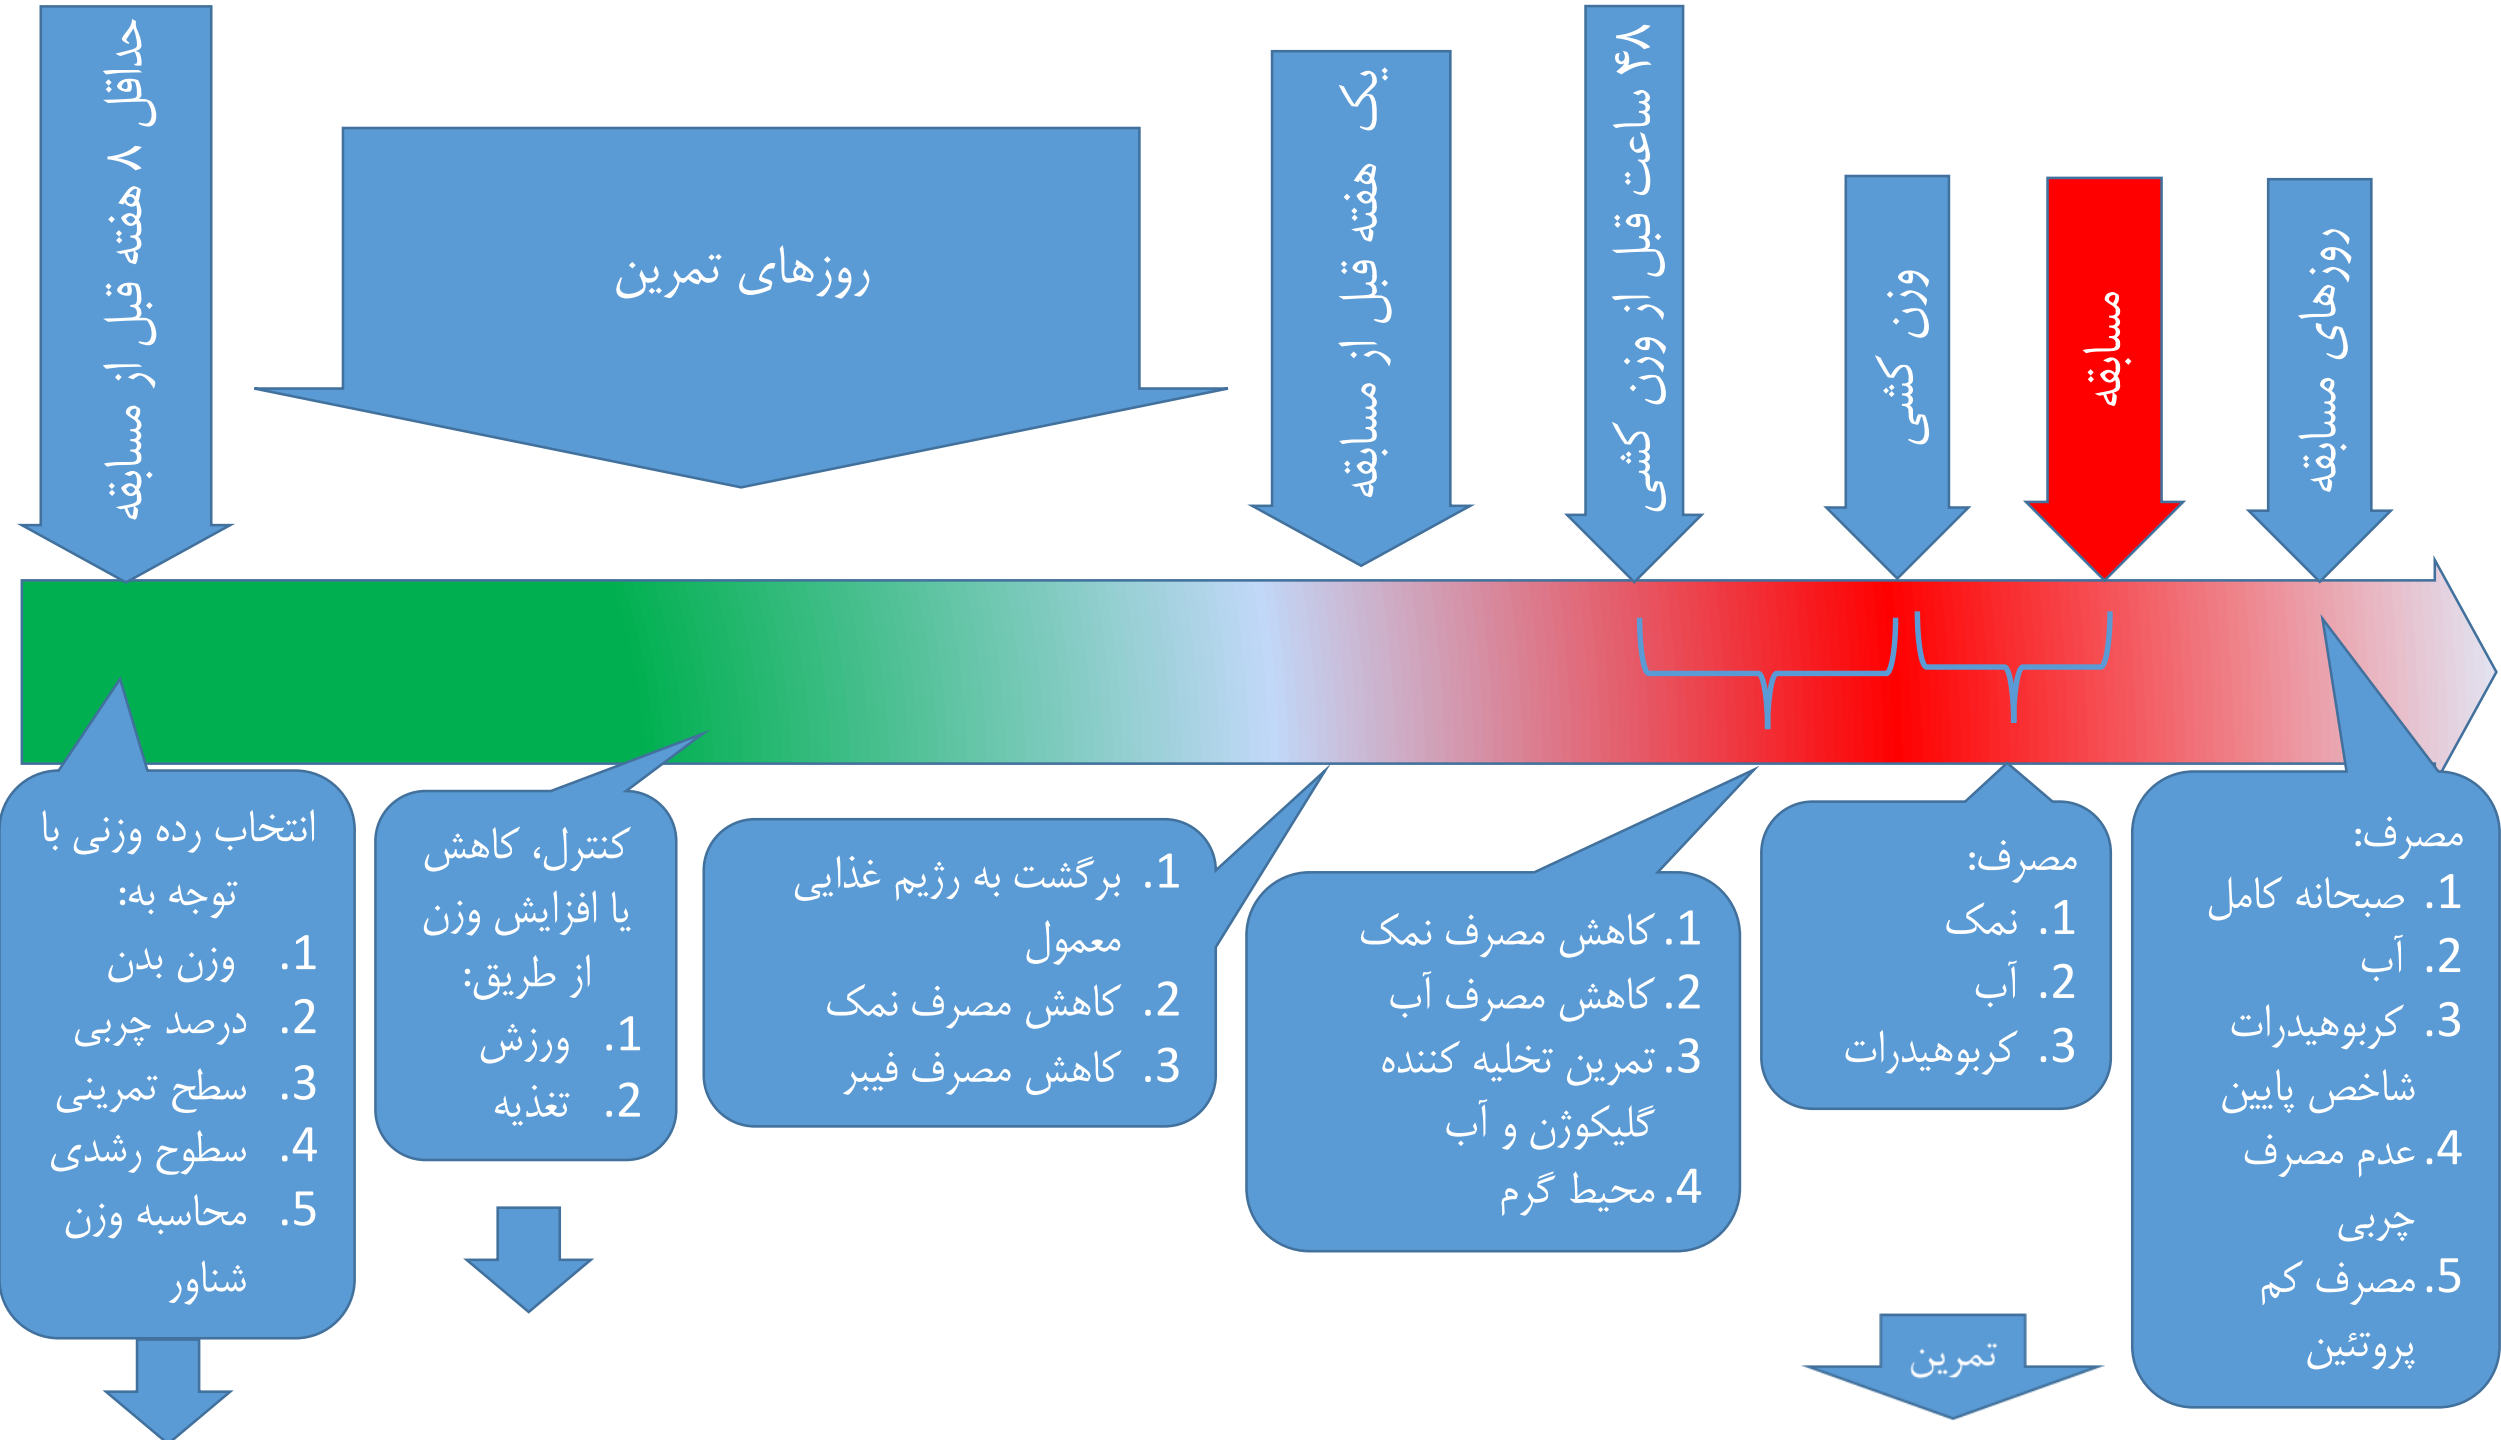 حداقل ۸ هفته قبل از مسابقه
روزهای تمرین
یک هفته قبل از مسابقه
۴۸ ساعت قبل از وزن کشی
وزن کشی
مسابقه
روزهای مسابقه
انتخاب رده وزنی با
توجه به:
1. وزن بدن
2. درصد چربی
3. سطح تمرینی
4. سطوح رشدی
5. محاسبه وزن
شناور
کنترل، کاهش
یا افزایش وزن
از طریق:
1. ورزش
2. تغذیه
1. برگشت به رژیم غذایی
معمول
2. کاهش مصرف نمک
3. کاهش مصرف فیبر
1. کاهش مصرف نمک
2. کاهش مصرف آب
3. تمرین تخلیه کننده
گلیکوژن و آب
4. محیط گرم
مصرف:
1. نمک
2. آب
3. کربوهیدرات
مصرف:
1. صبحانه کامل
2. آب
3. کربوهیدرات
شاخص پایین
4. عدم مصرف
چربی
5. مصرف کم
پروتئین
تمرین